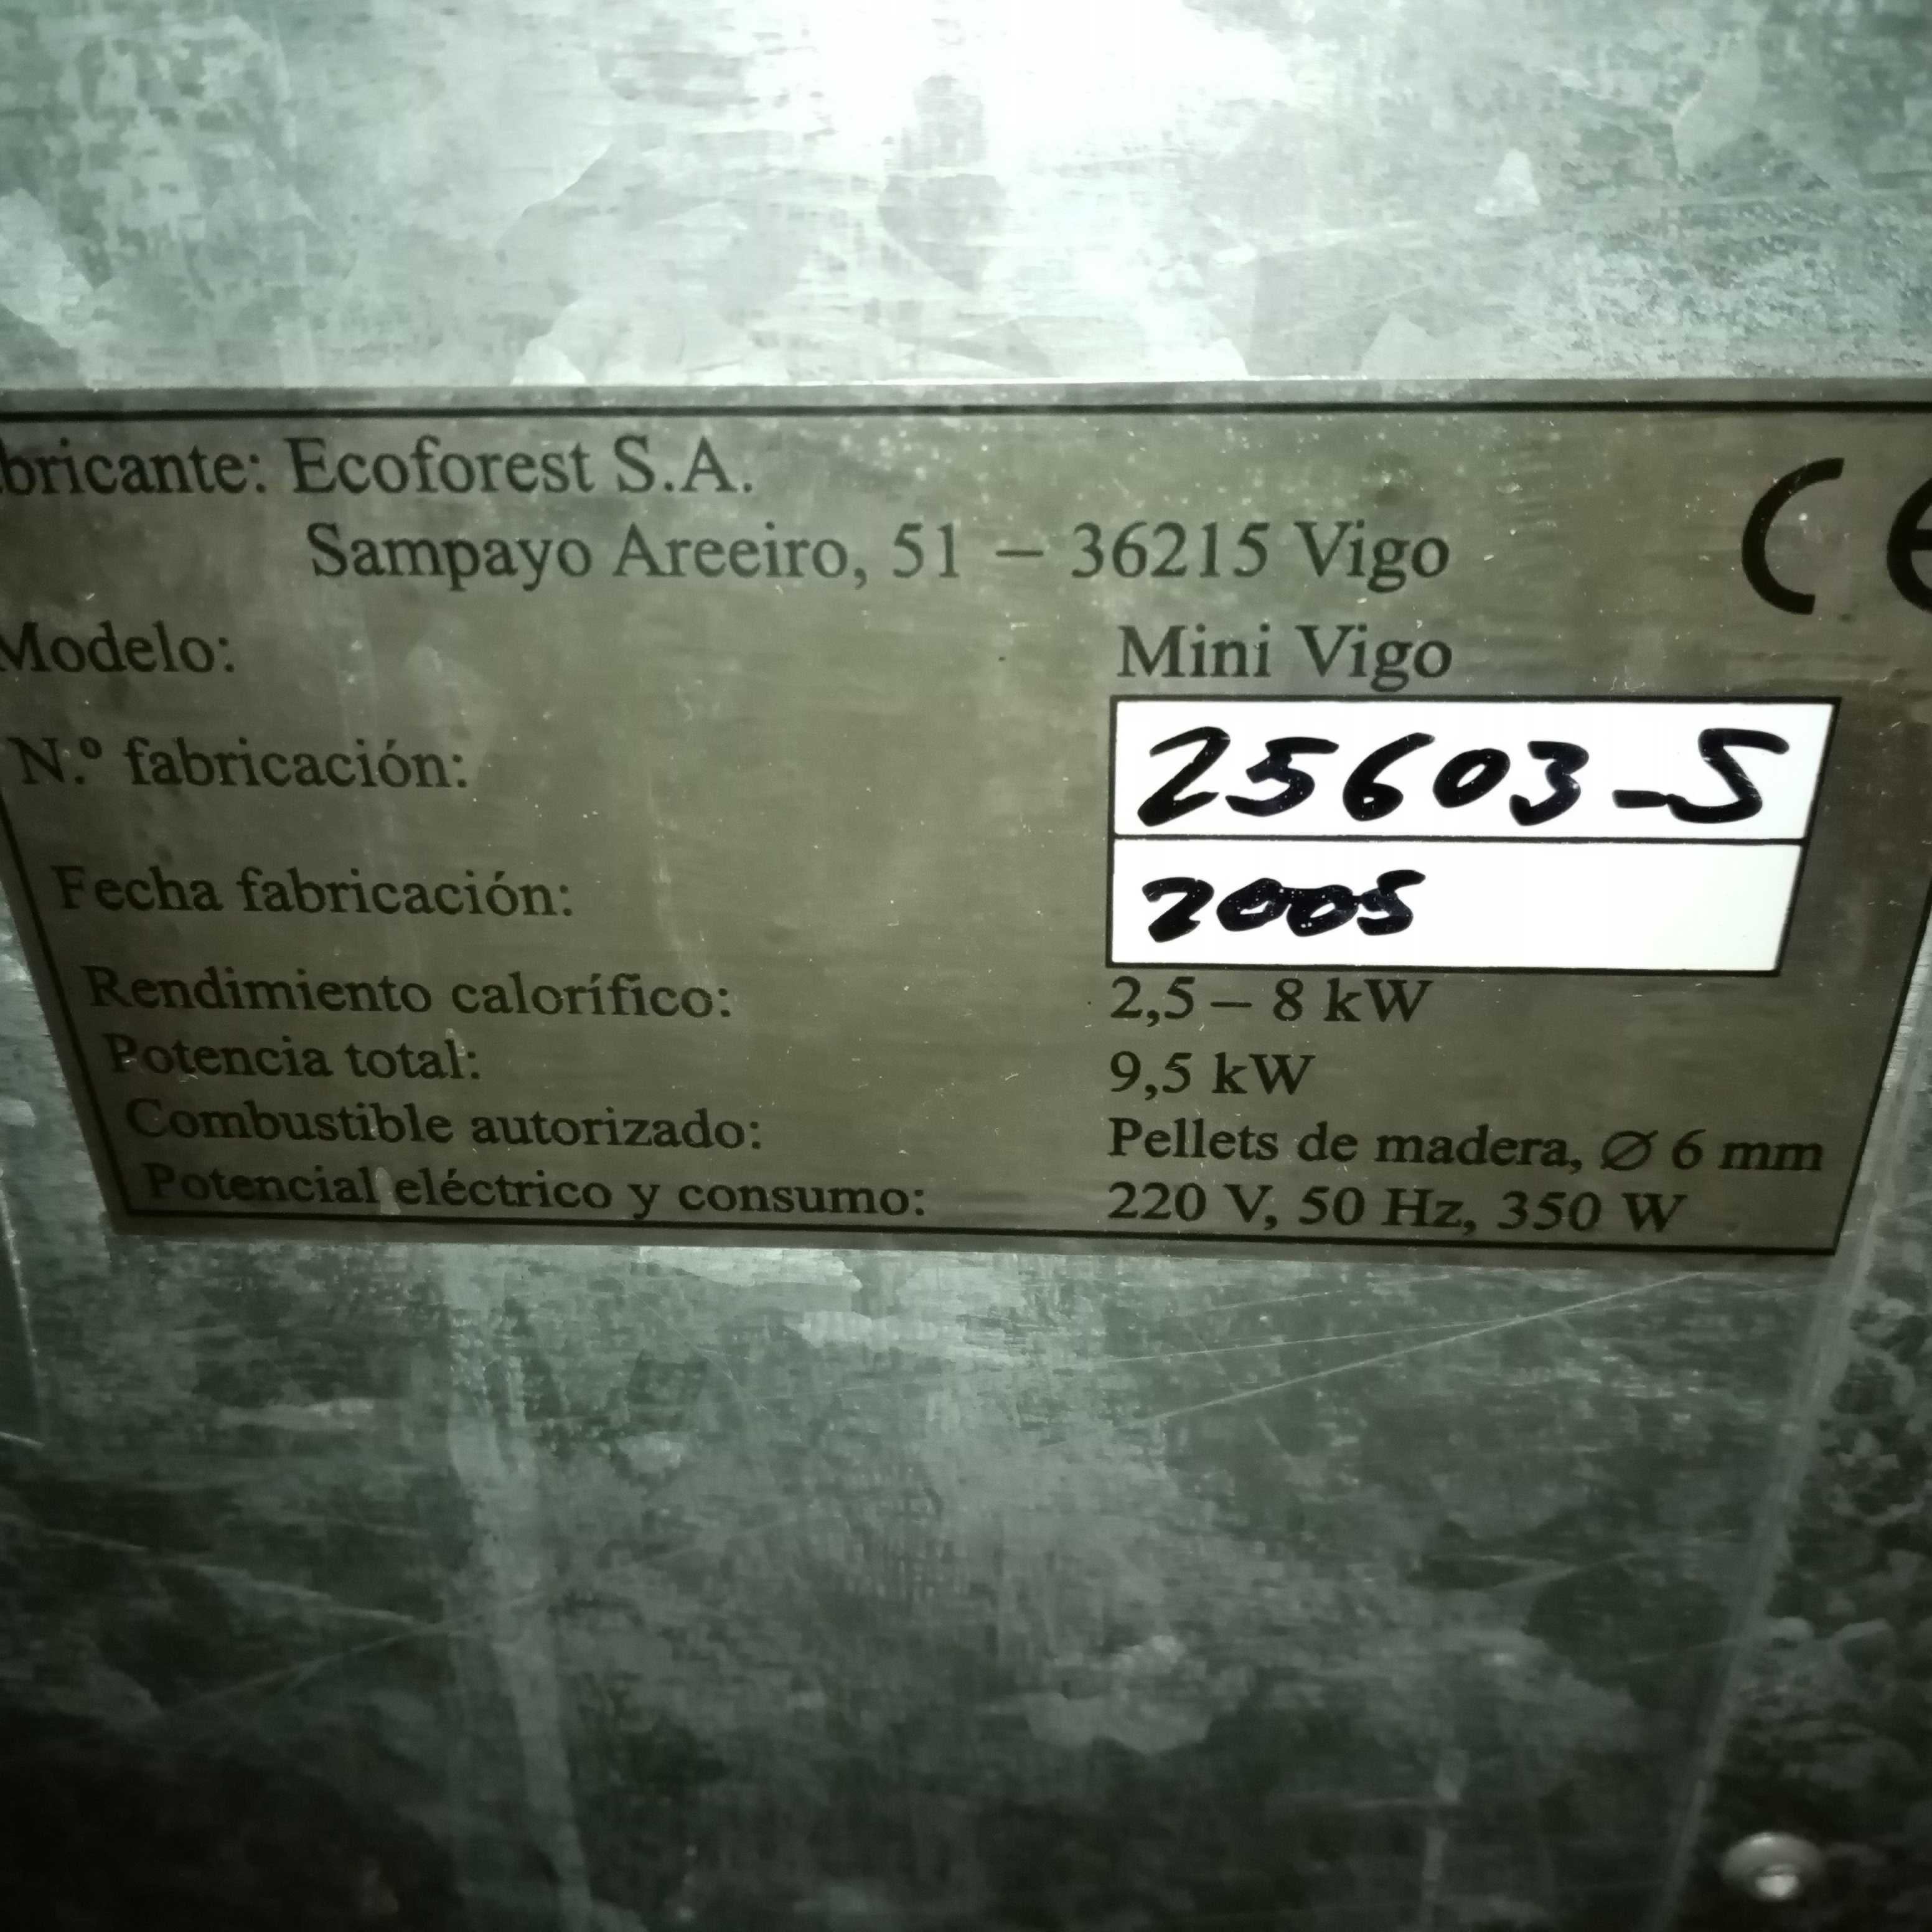 bricante: Ecoforest S.A.
Sampayo Areeiro, 51 – 36215 Vigo
CE
Modelo: Mini Vigo
N.º fabricación: 25603-S
Fecha fabricación: 2005
Rendimiento calorífico: 2,5 – 8 kW
Potencia total: 9,5 kW
Combustible autorizado: Pellets de madera, Ø 6 mm
Potencial eléctrico y consumo: 220 V, 50 Hz, 350 W